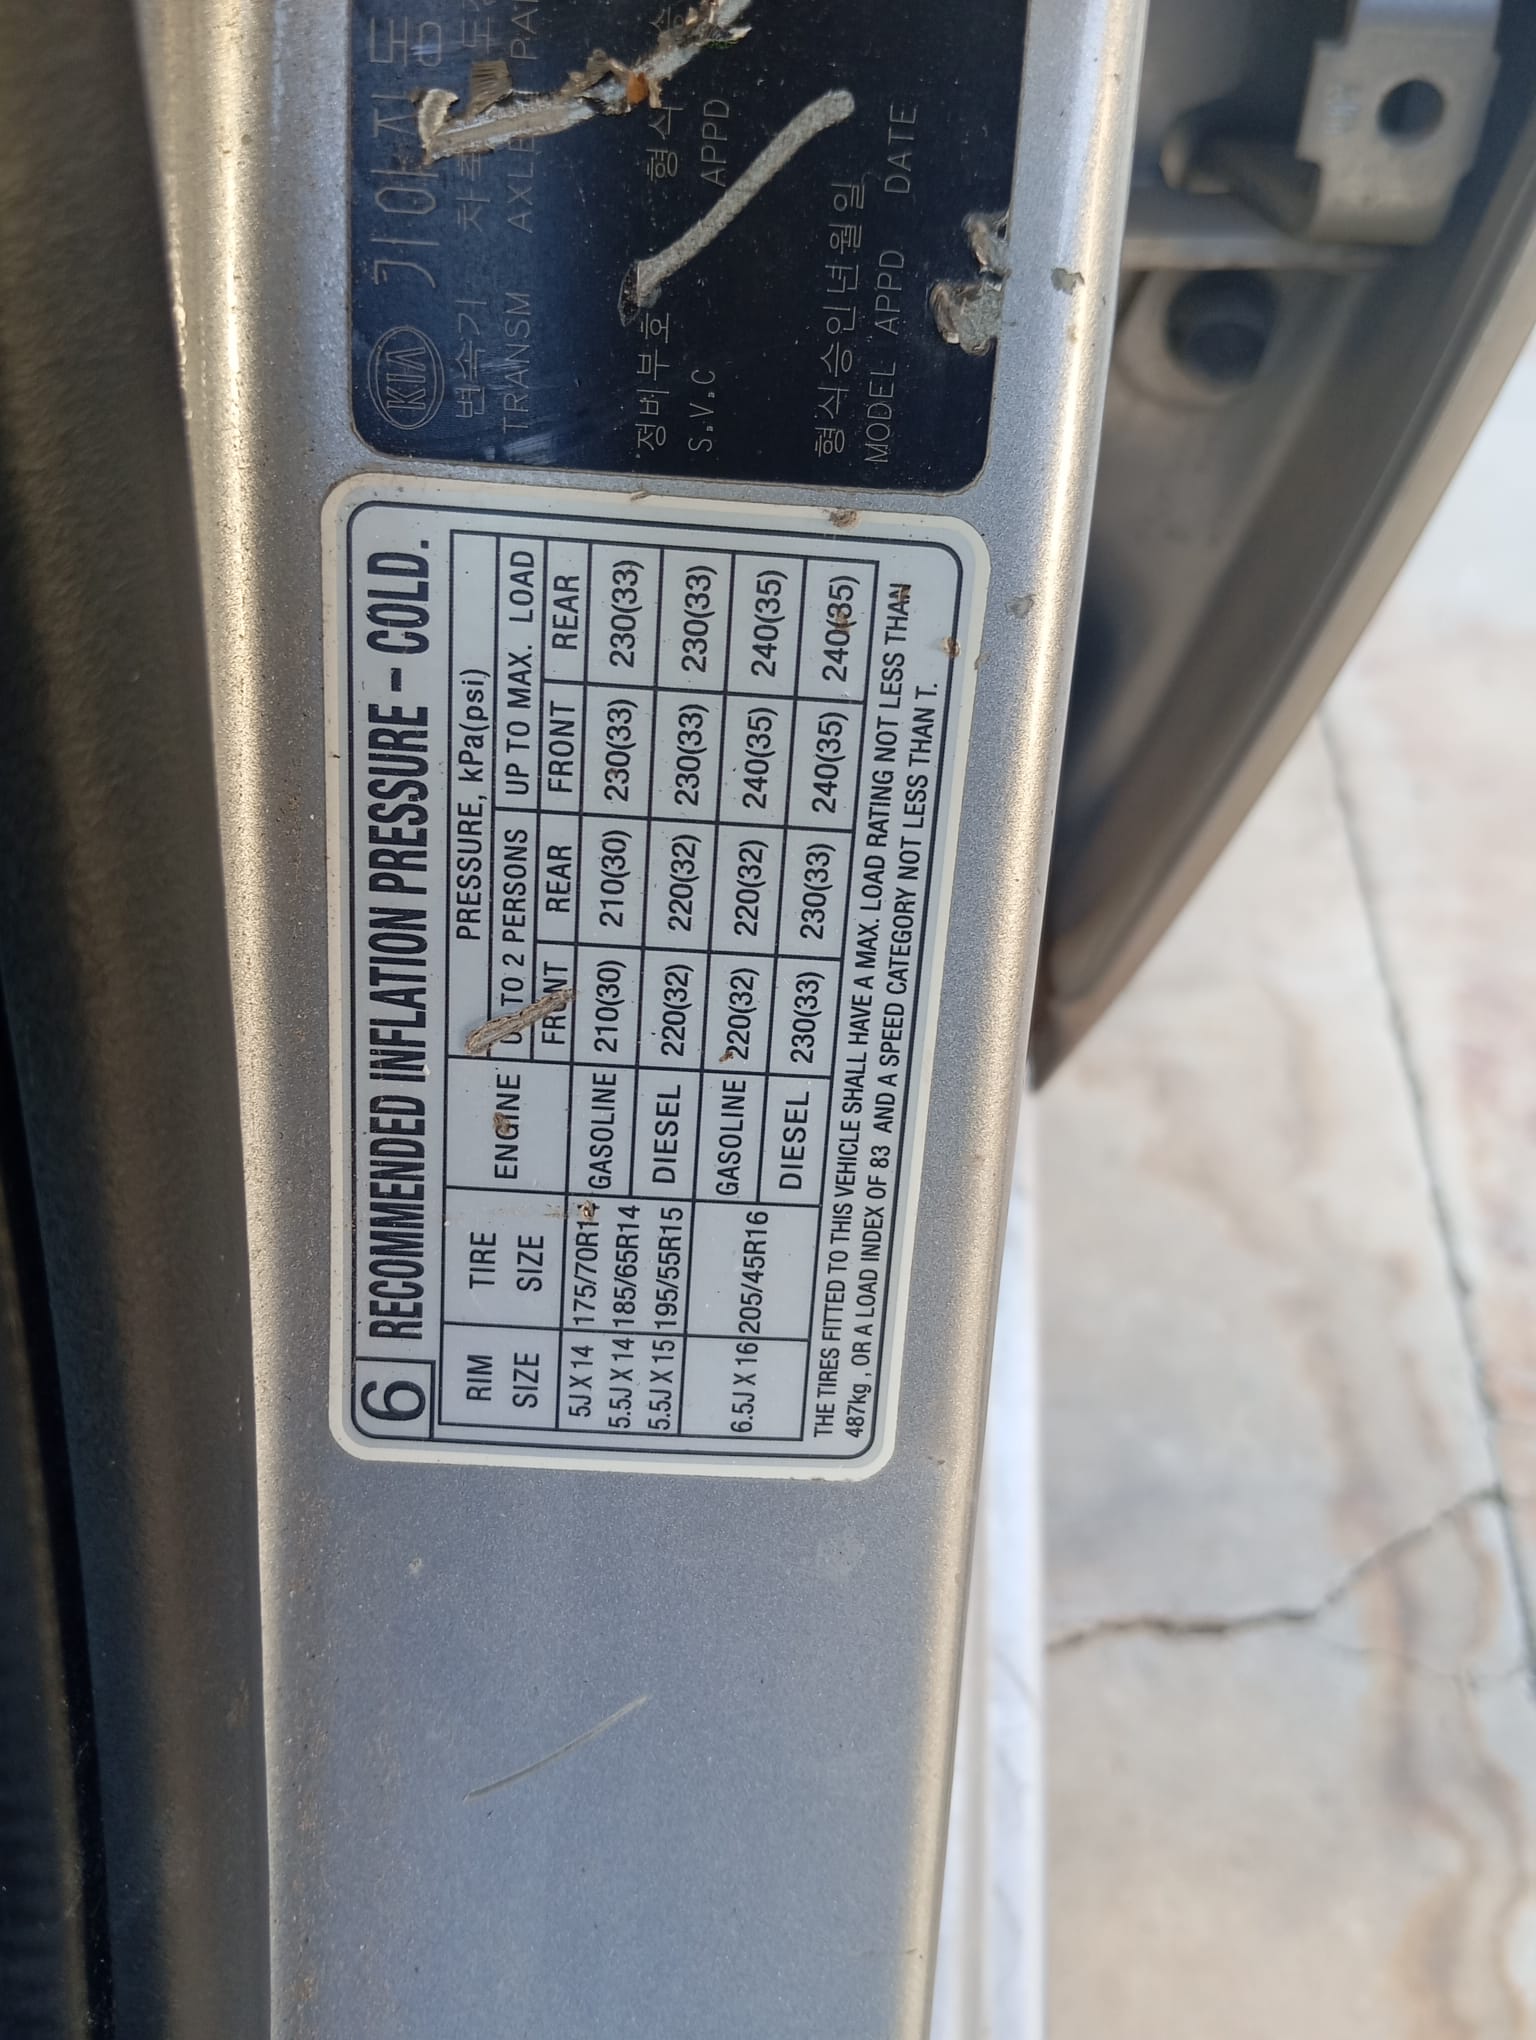 6 RECOMMENDED INFLATION PRESSURE - COLD.
RIM SIZE TIRE SIZE ENGINE PRESSURE, kPa(psi)
TO 2 PERSONS UP TO MAX. LOAD
FRONT REAR FRONT REAR
5J X 14 175/70R14 GASOLINE 210(30) 210(30) 230(33) 230(33)
5.5J X 14 185/65R14
5.5J X 15 195/55R15 DIESEL 220(32) 220(32) 230(33) 230(33)
6.5J X 16 205/45R16 GASOLINE 220(32) 220(32) 240(35) 240(35)
DIESEL 230(33) 230(33) 240(35) 240(35)
THE TIRES FITTED TO THIS VEHICLE SHALL HAVE A MAX. LOAD RATING NOT LESS THAN
487kg, OR A LOAD INDEX OF 83 AND A SPEED CATEGORY NOT LESS THAN T.
KIA 기아자동
변속기 차축
TRANSM AXLE
정비부호 형식
S.V.C APPD
형식승인년월일
MODEL APPD DATE